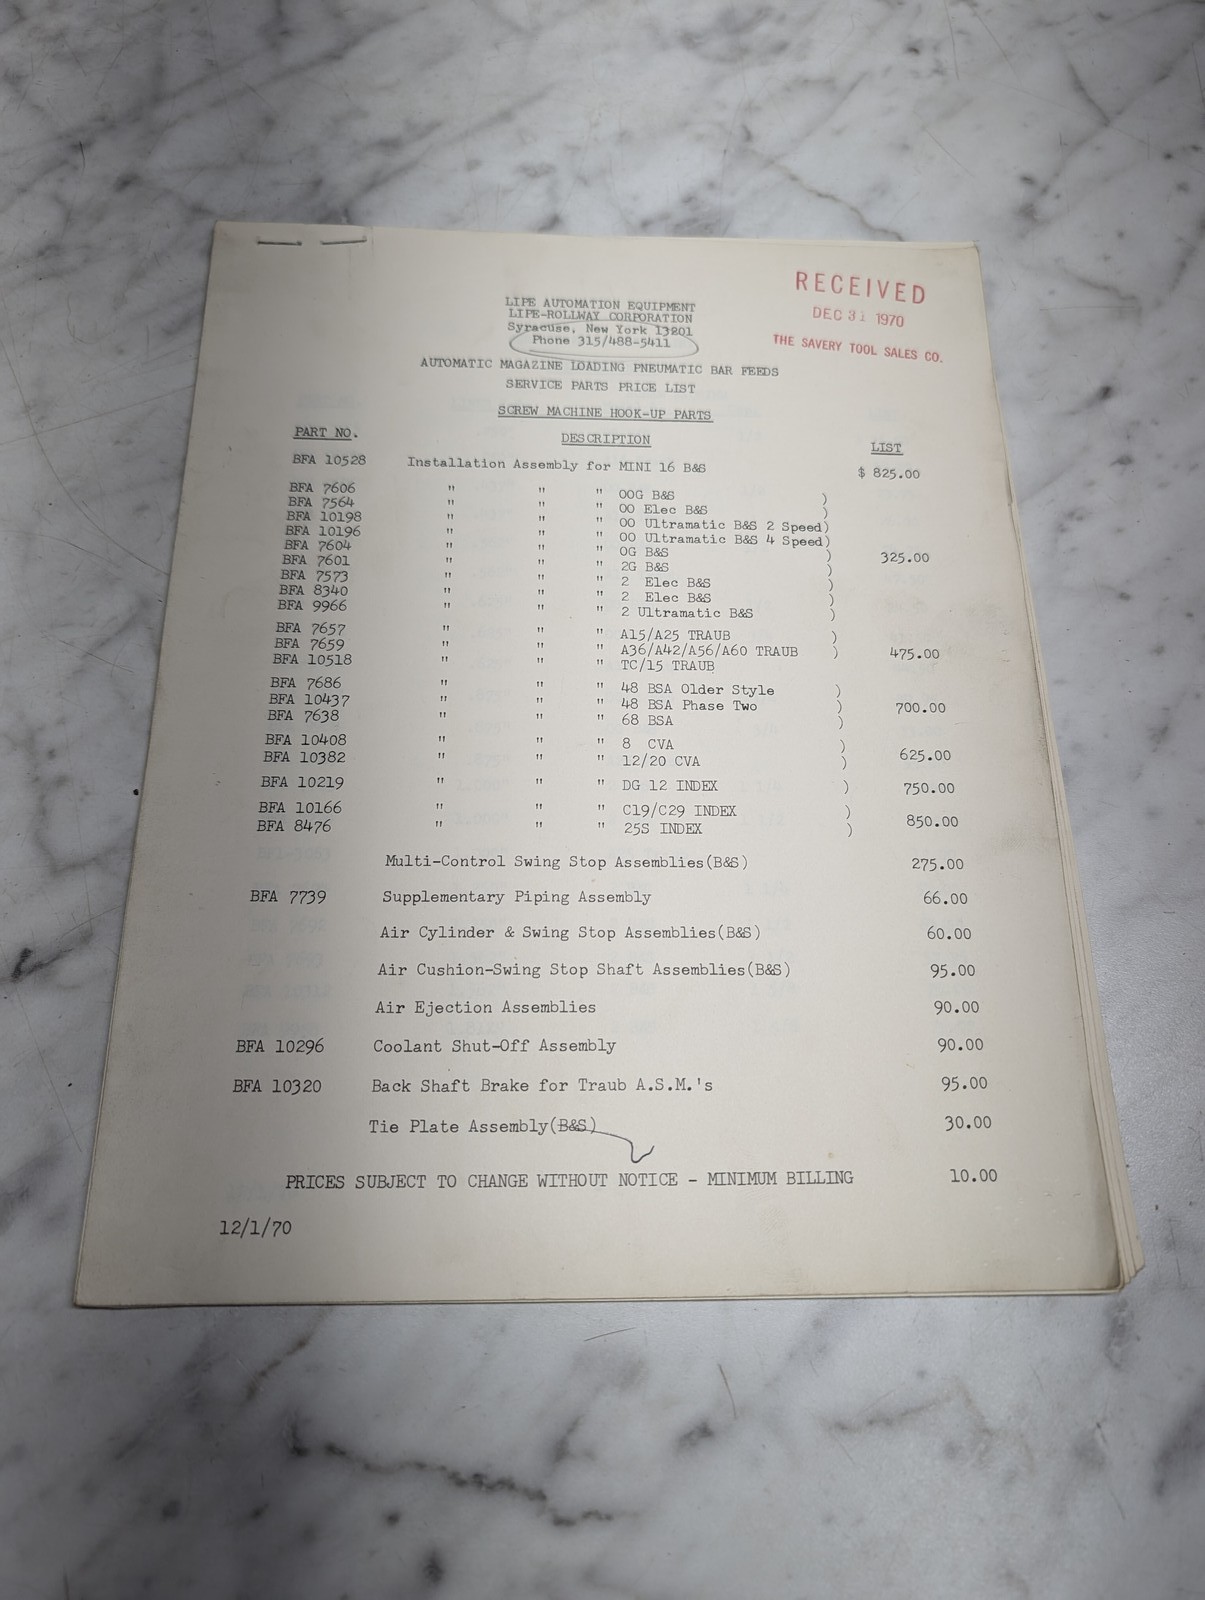 RECEIVED
DEC 31 1970
THE SAVERY TOOL SALES CO.
LIPE AUTOMATION EQUIPMENT
LIPE-ROLLWAY CORPORATION
Syracuse, New York 13201
Phone 315/488-5411
AUTOMATIC MAGAZINE LOADING PNEUMATIC BAR FEEDS
SERVICE PARTS PRICE LIST
SCREW MACHINE HOOK-UP PARTS
PART NO. DESCRIPTION LIST
BFA 10528 Installation Assembly for MINI 16 B&S $ 825.00
BFA 7606 " " " 00G B&S )
BFA 7564 " " " 00 Elec B&S )
BFA 10198 " " " 00 Ultramatic B&S 2 Speed)
BFA 10196 " " " 00 Ultramatic B&S 4 Speed)
BFA 7604 " " " 0G B&S ) 325.00
BFA 7601 " " " 2G B&S )
BFA 7573 " " " 2 Elec B&S )
BFA 8340 " " " 2 Elec B&S )
BFA 9966 " " " 2 Ultramatic B&S )
BFA 7657 " " " A15/A25 TRAUB )
BFA 7659 " " " A36/A42/A56/A60 TRAUB ) 475.00
BFA 10518 " " " TC/15 TRAUB
BFA 7686 " " " 48 BSA Older Style )
BFA 10437 " " " 48 BSA Phase Two ) 700.00
BFA 7638 " " " 68 BSA )
BFA 10408 " " " 8 CVA )
BFA 10382 " " " 12/20 CVA ) 625.00
BFA 10219 " " " DG 12 INDEX ) 750.00
BFA 10166 " " " C19/C29 INDEX )
BFA 8476 " " " 25S INDEX ) 850.00
Multi-Control Swing Stop Assemblies(B&S) 275.00
BFA 7739 Supplementary Piping Assembly 66.00
Air Cylinder & Swing Stop Assemblies(B&S) 60.00
Air Cushion-Swing Stop Shaft Assemblies(B&S) 95.00
Air Ejection Assemblies 90.00
BFA 10296 Coolant Shut-Off Assembly 90.00
BFA 10320 Back Shaft Brake for Traub A.S.M.'s 95.00
Tie Plate Assembly(B&S) 30.00
PRICES SUBJECT TO CHANGE WITHOUT NOTICE - MINIMUM BILLING 10.00
12/1/70